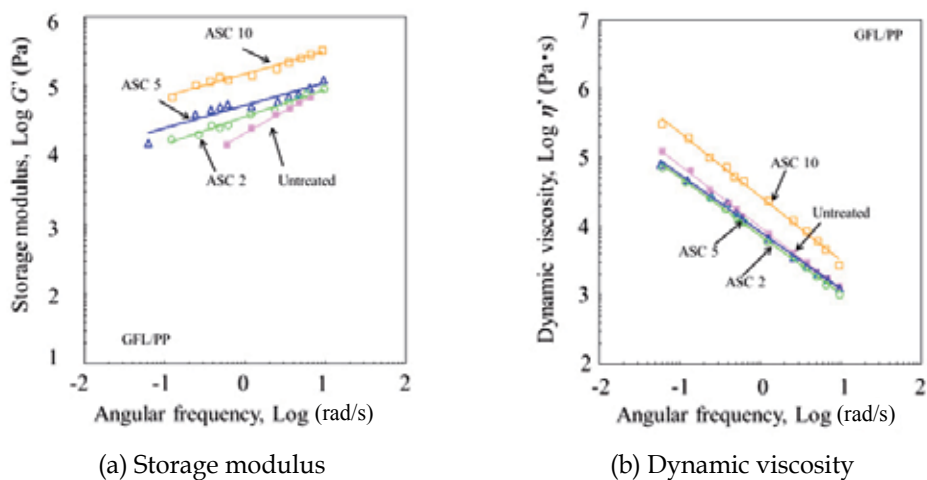 6
5
4
3
2
1
-2
-1
0
1
2
Storage modulus, Log G' (Pa)
Angular frequency, Log (rad/s)
ASC 10
ASC 5
ASC 2
Untreated
GFL/PP
(a) Storage modulus
7
6
5
4
3
2
-2
-1
0
1
2
Dynamic viscosity, Log η' (Pa•s)
Angular frequency, Log (rad/s)
GFL/PP
ASC 10
Untreated
ASC 5
ASC 2
(b) Dynamic viscosity